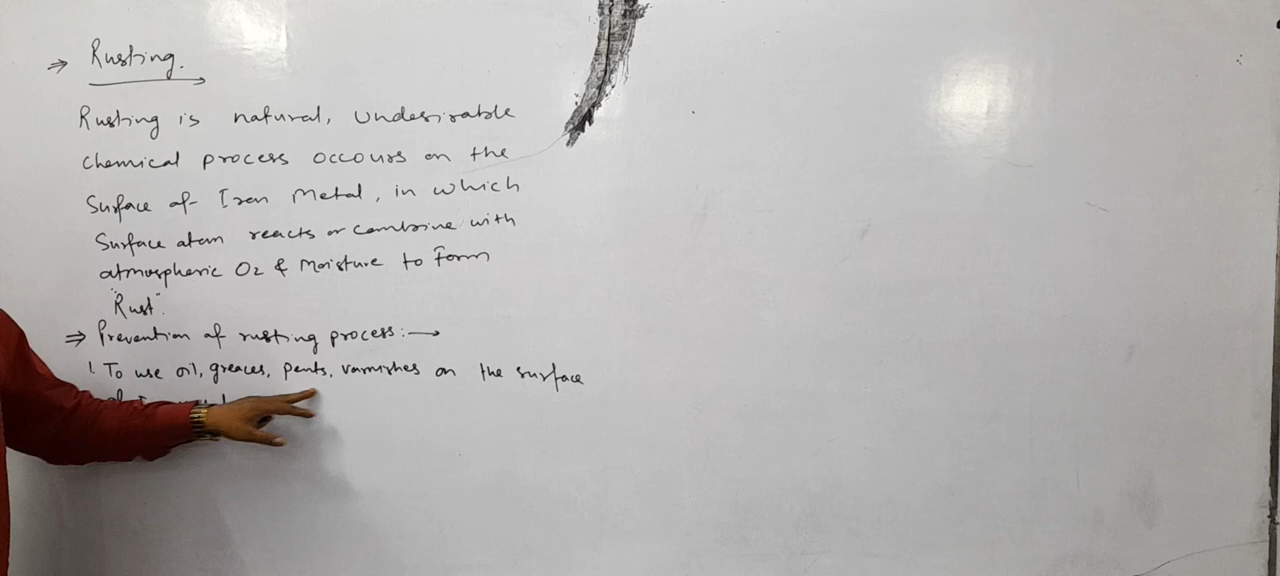 ⇒ Rusting.
Rusting is natural, undesirable
chemical process occours on the
Surface of Iron Metal, in which
Surface atom reacts or combine with
atmospheric O2 & Moisture to form
"Rust".
⇒ Prevention of rusting process:→
1. To use oil, greaces, pents, varnishes on the surface